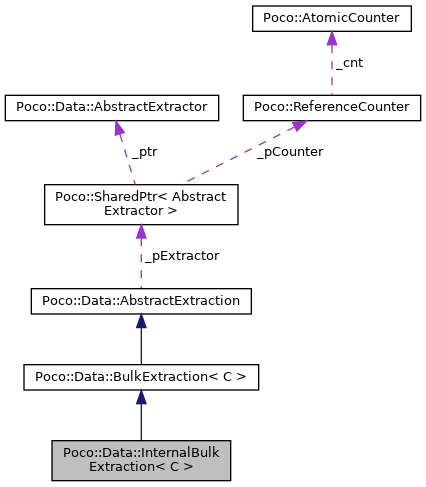 Poco::AtomicCounter
_cnt
Poco::Data::AbstractExtractor
Poco::ReferenceCounter
_ptr
_pCounter
Poco::SharedPtr< Abstract
Extractor >
_pExtractor
Poco::Data::AbstractExtraction
Poco::Data::BulkExtraction< C >
Poco::Data::InternalBulk
Extraction< C >